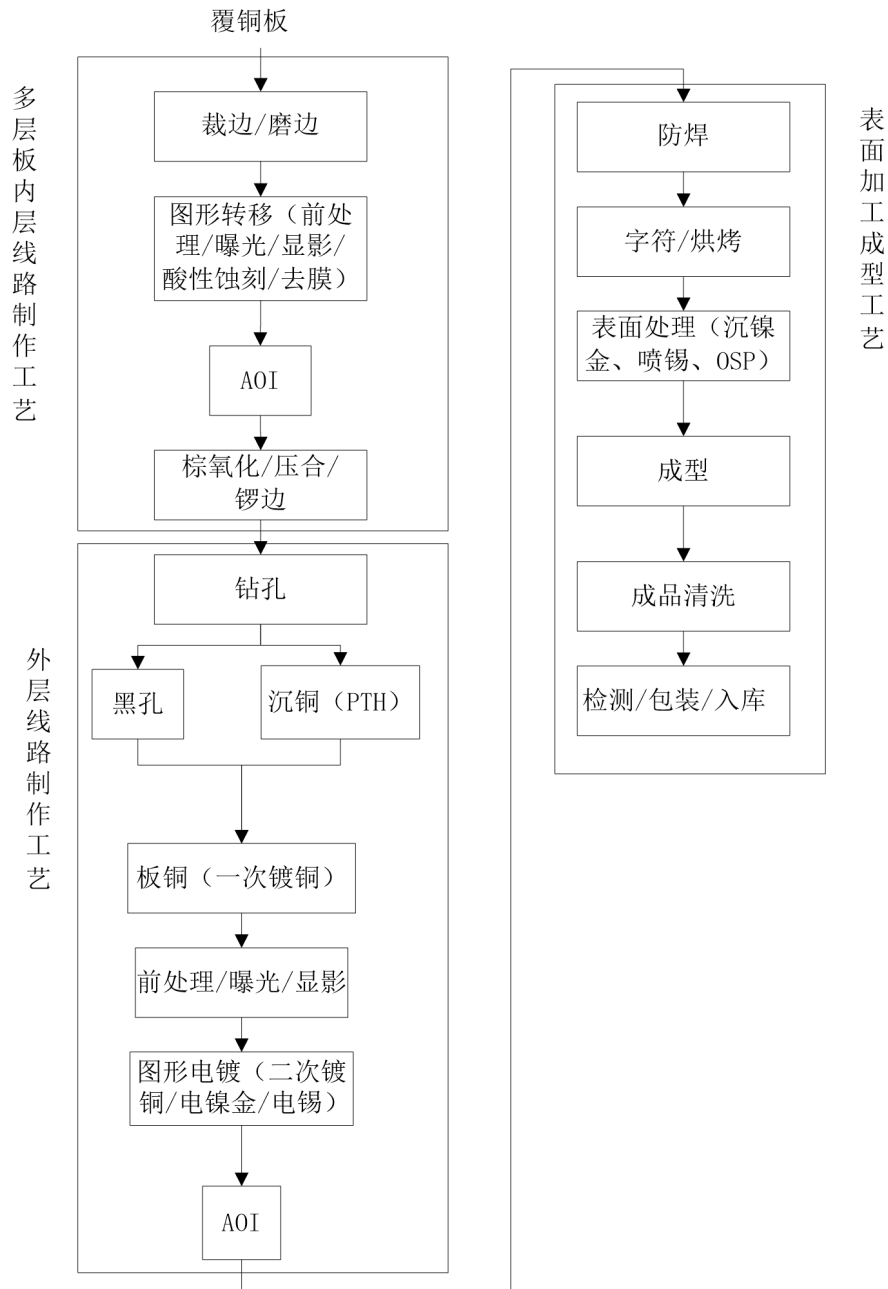 覆铜板
多层板内层线路制作工艺
裁边/磨边
图形转移（前处
理/曝光/显影/
酸性蚀刻/去膜）
AOI
棕氧化/压合/
锣边
外层线路制作工艺
钻孔
黑孔
沉铜（PTH）
板铜（一次镀铜）
前处理/曝光/显影
图形电镀（二次镀
铜/电镍金/电锡）
AOI
表面加工成型工艺
防焊
字符/烘烤
表面处理（沉镍
金、喷锡、OSP）
成型
成品清洗
检测/包装/入库